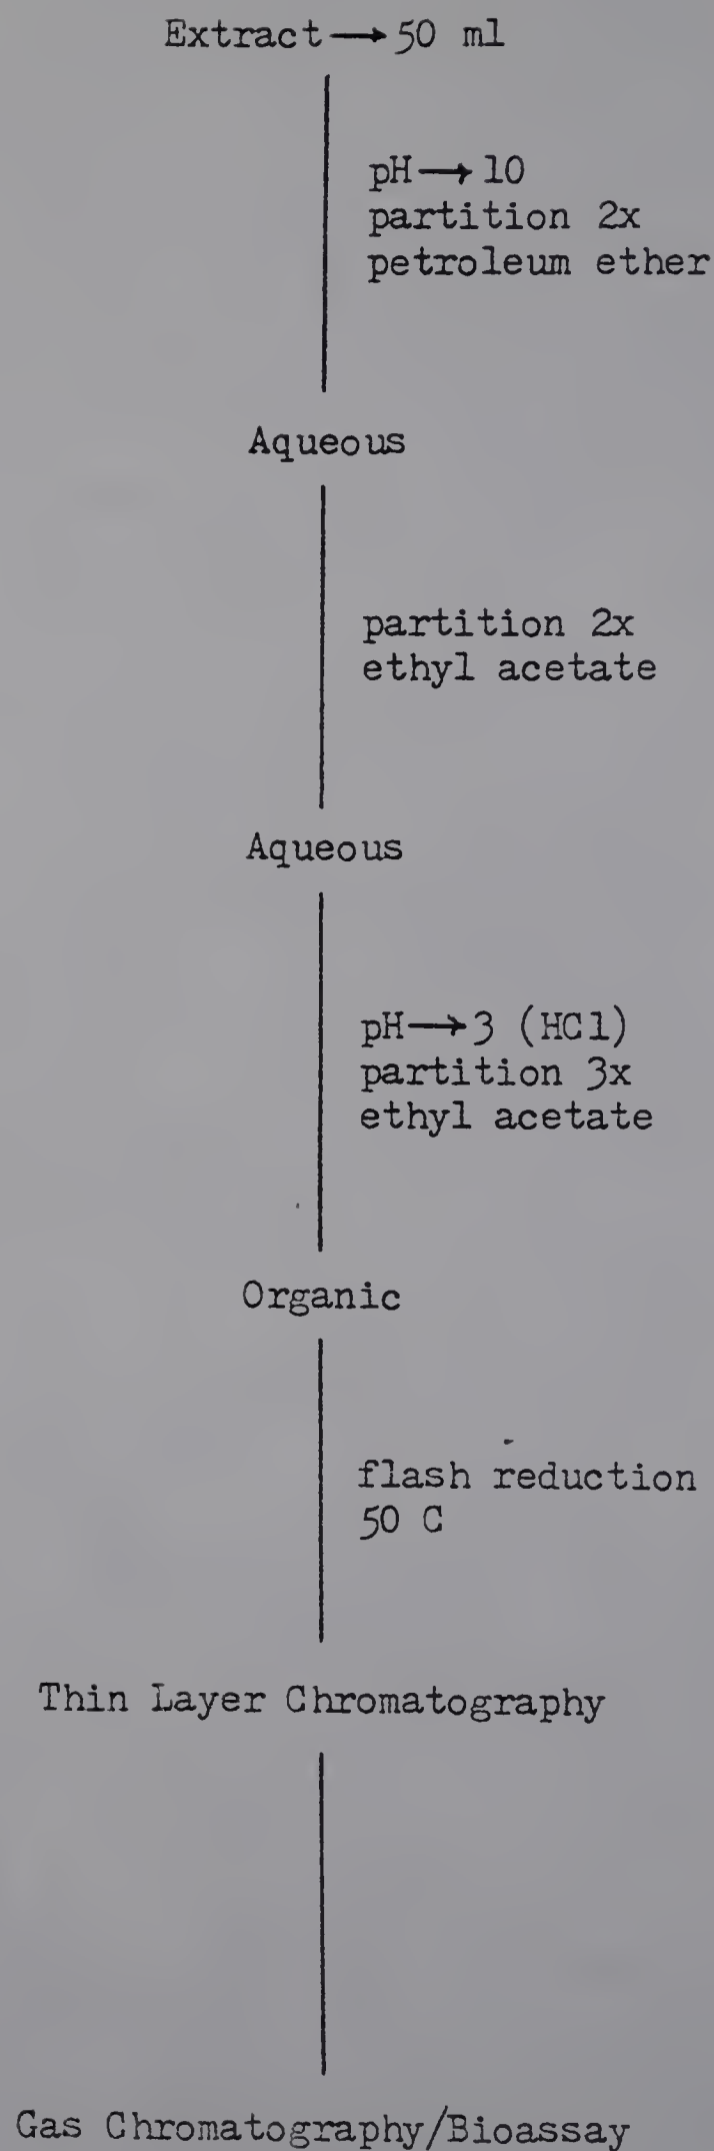 Extract → 50 ml
pH → 10
partition 2x
petroleum ether
Aqueous
partition 2x
ethyl acetate
Aqueous
pH → 3 (HCl)
partition 3x
ethyl acetate
Organic
flash reduction
50 C
Thin Layer Chromatography
Gas Chromatography/Bioassay